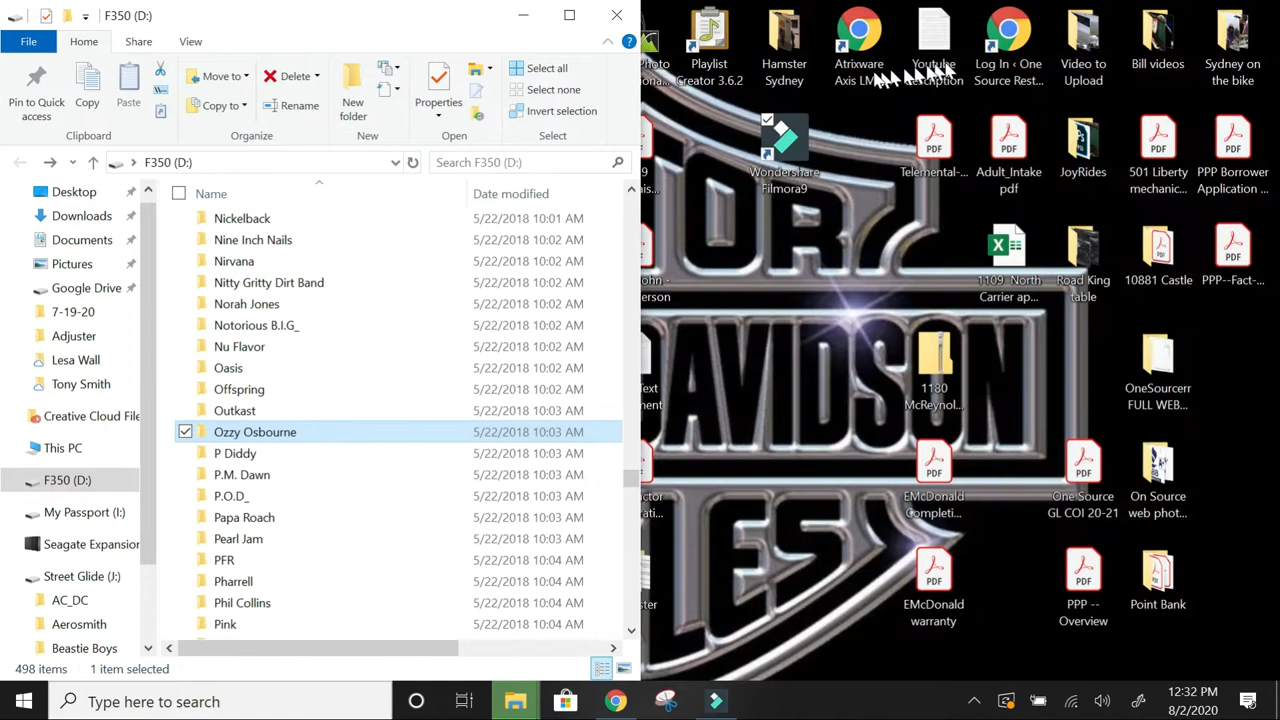 F350 (D:)
File
Home
Share
View
Pin to Quick
access
Copy
Paste
Clipboard
Move to
Copy to
Delete
Rename
Organize
New
folder
New
Properties
Open
Select all
Select none
Invert selection
Select
F350 (D:)
Search F350 (D:)
Name
Date modified
Desktop
Downloads
Documents
Pictures
Google Drive
7-19-20
Adjuster
Lesa Wall
Tony Smith
Creative Cloud File
This PC
F350 (D:)
My Passport (I:)
Seagate Expansion
Street Glide (J:)
AC_DC
Aerosmith
Beastie Boys
Nickelback 5/22/2018 10:01 AM
Nine Inch Nails 5/22/2018 10:02 AM
Nirvana 5/22/2018 10:02 AM
Nitty Gritty Dirt Band 5/22/2018 10:02 AM
Norah Jones 5/22/2018 10:02 AM
Notorious B.I.G_ 5/22/2018 10:02 AM
Nu Flavor 5/22/2018 10:02 AM
Oasis 5/22/2018 10:02 AM
Offspring 5/22/2018 10:02 AM
Outkast 5/22/2018 10:03 AM
Ozzy Osbourne 5/22/2018 10:03 AM
P Diddy 5/22/2018 10:03 AM
P.M. Dawn 5/22/2018 10:03 AM
P.O.D_ 5/22/2018 10:03 AM
Papa Roach 5/22/2018 10:03 AM
Pearl Jam 5/22/2018 10:03 AM
PFR 5/22/2018 10:04 AM
Pharrell 5/22/2018 10:04 AM
Phil Collins 5/22/2018 10:04 AM
Pink 5/22/2018 10:04 AM
498 items
1 item selected
Photo
Playlist
Creator 3.6.2
Hamster
Sydney
Atrixware
Axis LM
Youtube
Log In ‹ One
Source Rest...
Video to
Upload
Bill videos
Sydney on
the bike
Wondershare
Filmora9
PDF
Telemental-...
PDF
Adult_Intake
pdf
JoyRides
PDF
501 Liberty
mechanic...
PDF
PPP Borrower
Application ...
1109 North
Carrier ap...
Road King
table
10881 Castle
PDF
PPP--Fact-...
1180
McReynol...
OneSourcerr
FULL WEB...
PDF
EMcDonald
Completi...
PDF
One Source
GL COI 20-21
On Source
web phot...
PDF
EMcDonald
warranty
PDF
PPP --
Overview
Point Bank
DAVIDSON
Type here to search
12:32 PM
8/2/2020